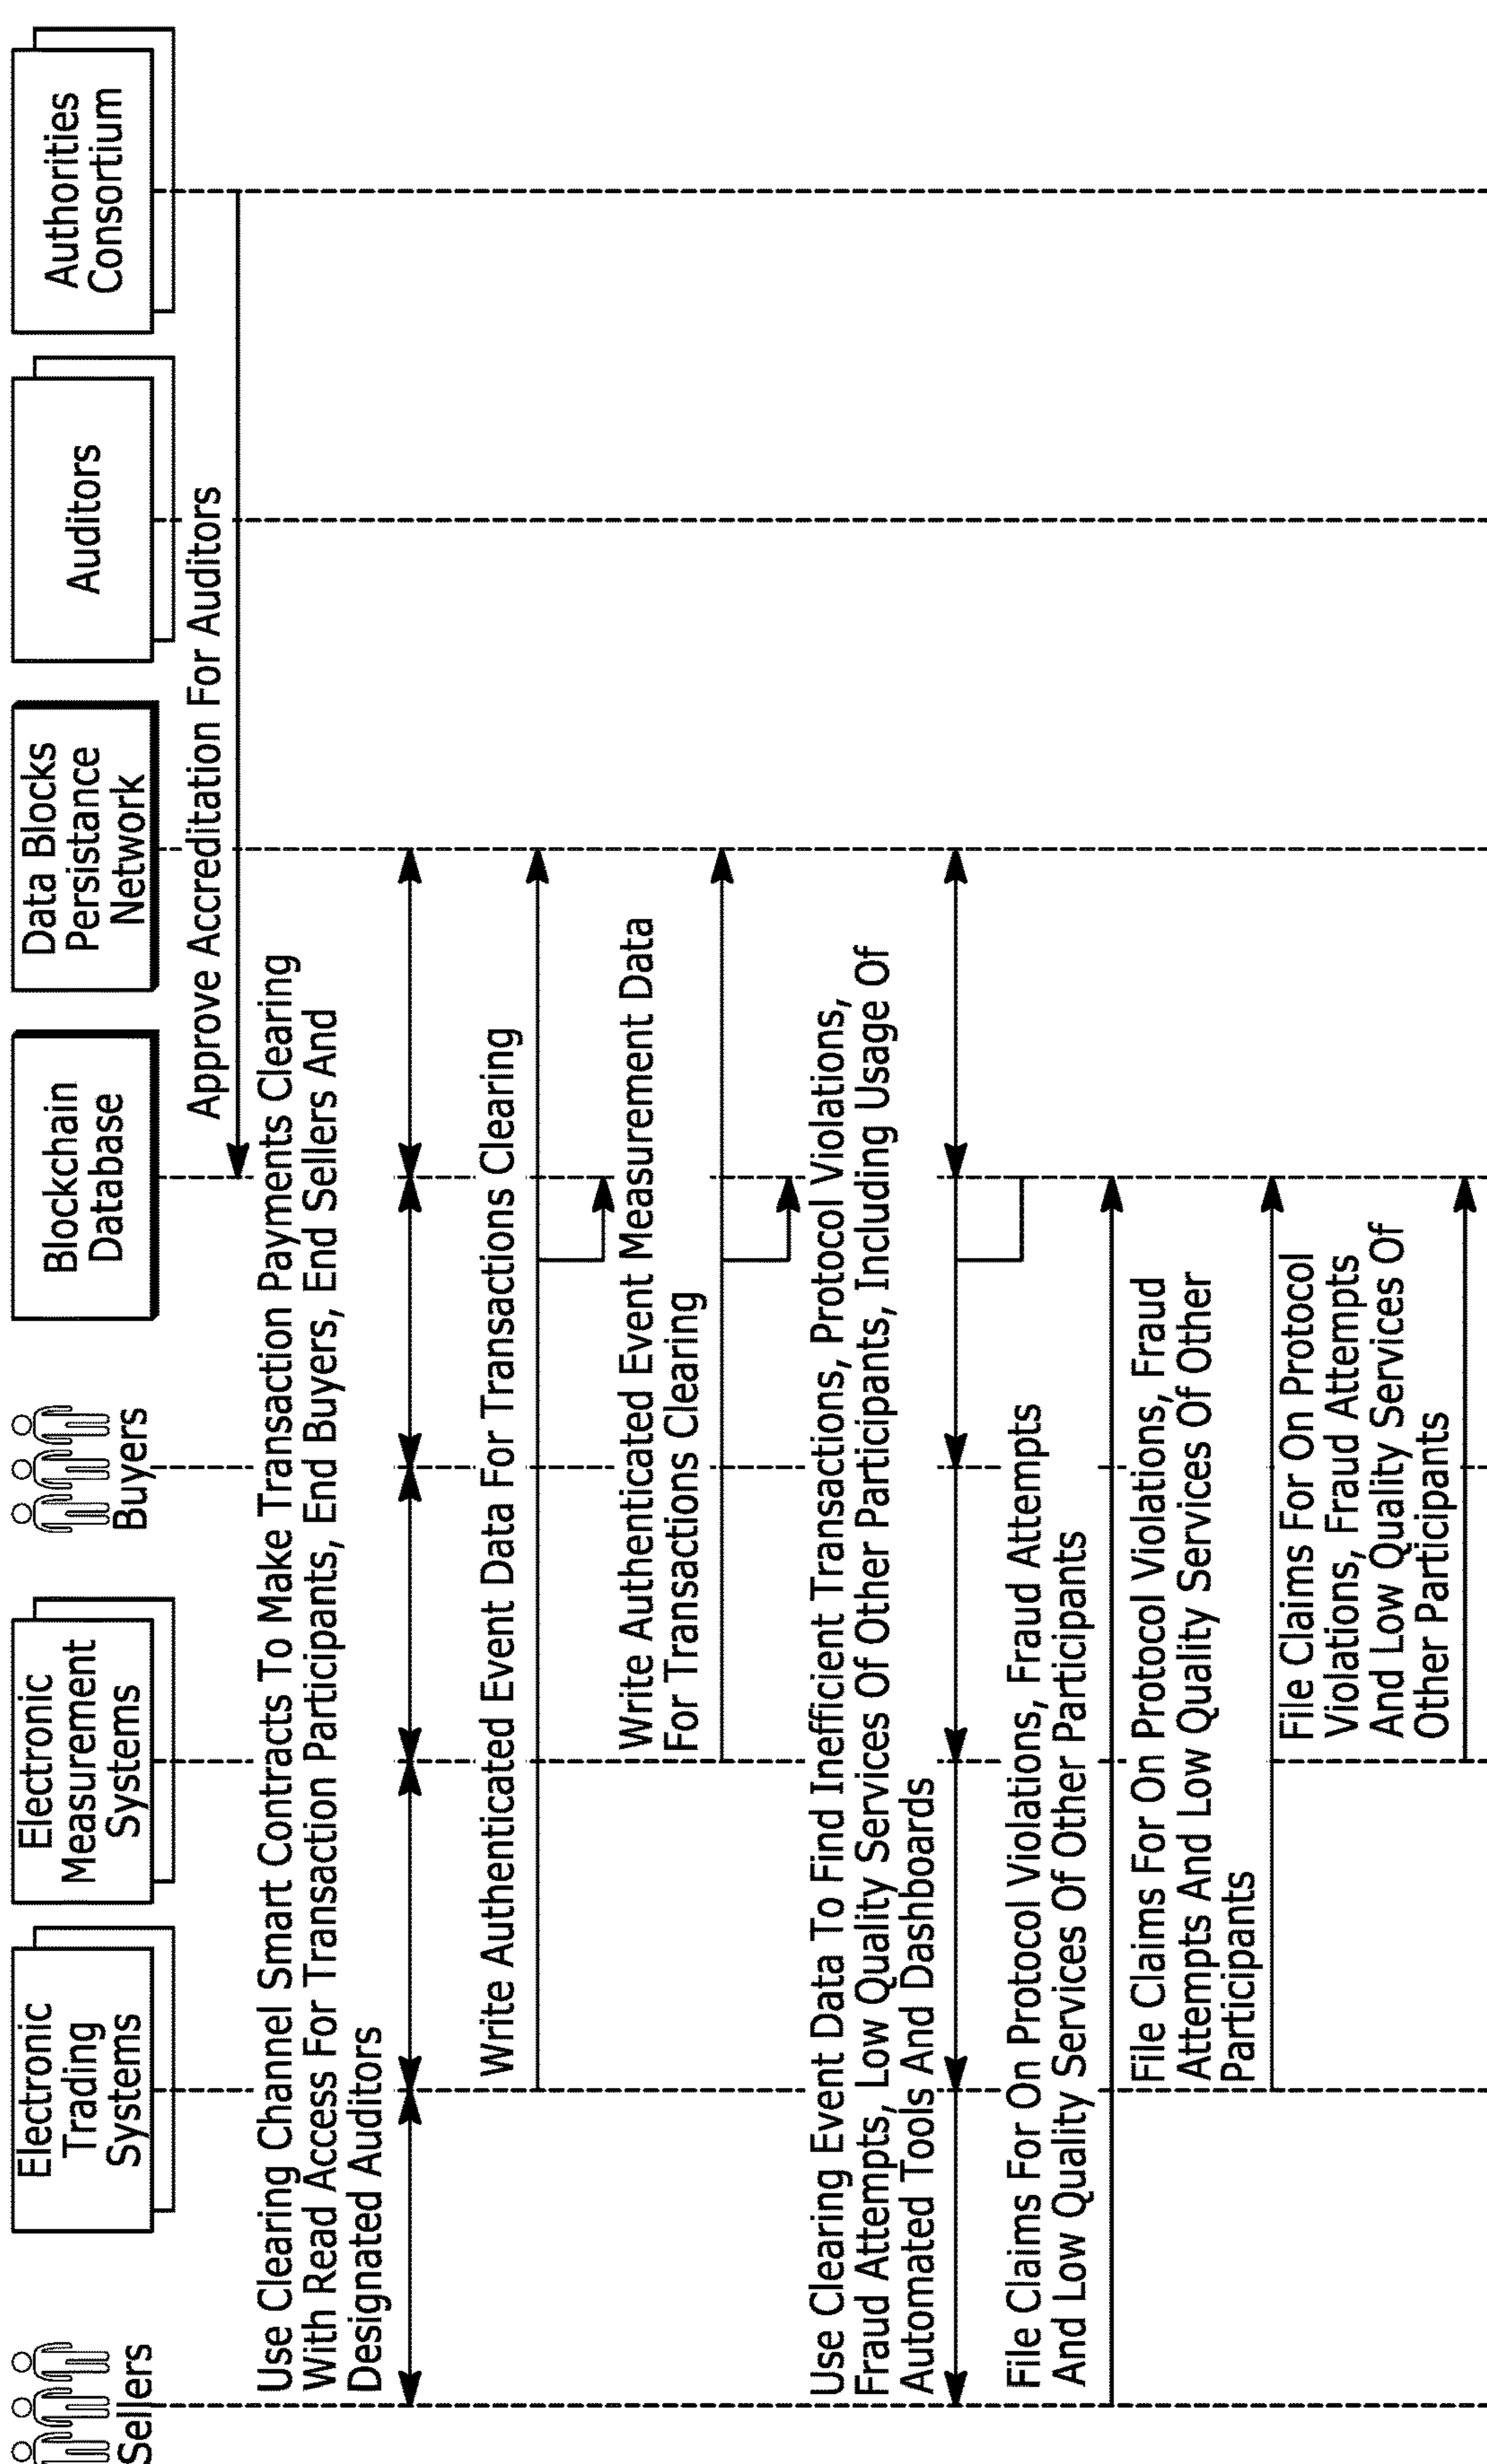 Sellers
Electronic
Trading
Systems
Electronic
Measurement
Systems
Buyers
Blockchain
Database
Data Blocks
Persistance
Network
Auditors
Authorities
Consortium
Approve Accreditation For Auditors
Use Clearing Channel Smart Contracts To Make Transaction Payments Clearing
With Read Access For Transaction Participants, End Buyers, End Sellers And
Designated Auditors
Write Authenticated Event Data For Transactions Clearing
Write Authenticated Event Measurement Data
For Transactions Clearing
Use Clearing Event Data To Find Inefficient Transactions, Protocol Violations,
Fraud Attempts, Low Quality Services Of Other Participants, Including Usage Of
Automated Tools And Dashboards
File Claims For On Protocol Violations, Fraud Attempts
And Low Quality Services Of Other Participants
File Claims For On Protocol Violations, Fraud
Attempts And Low Quality Services Of Other
Participants
File Claims For On Protocol
Violations, Fraud Attempts
And Low Quality Services Of
Other Participants